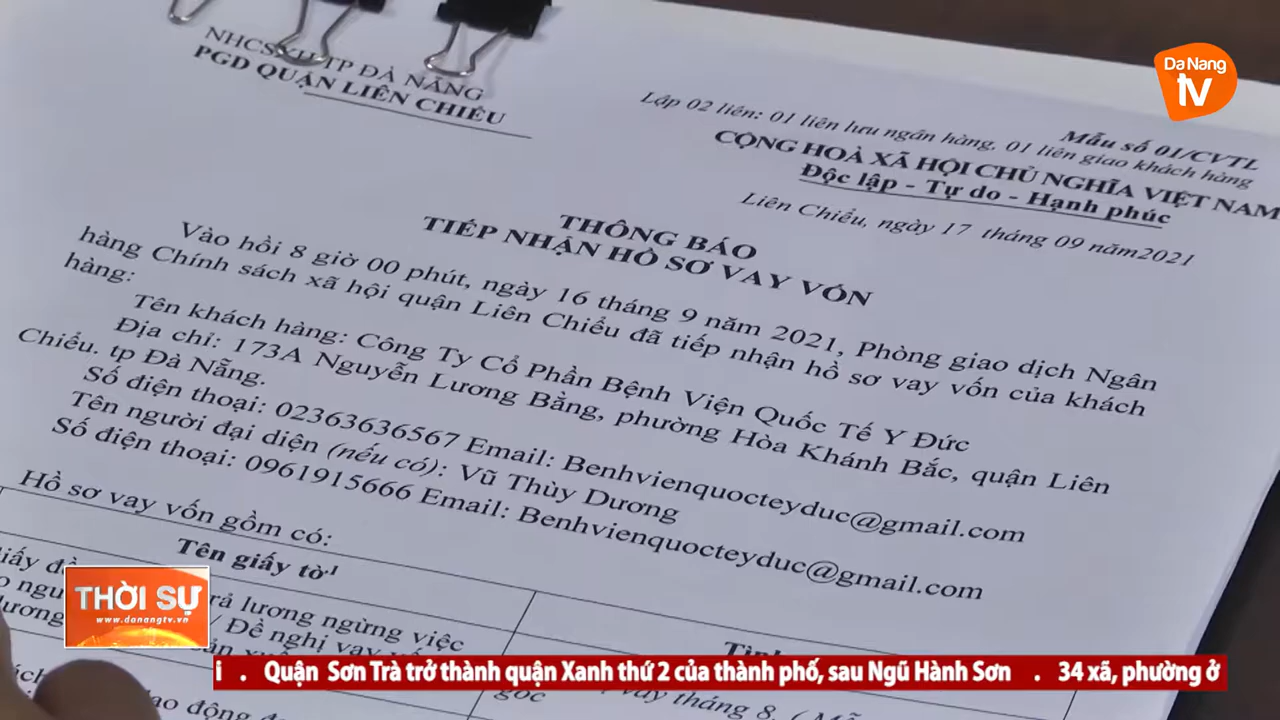 Da Nang
tv
NHCSXH TP ĐÀ NẴNG
PGD QUẬN LIÊN CHIỂU
Mẫu số 01/CVTL
Lập 02 liên: 01 liên lưu ngân hàng, 01 liên giao khách hàng
CỘNG HOÀ XÃ HỘI CHỦ NGHĨA VIỆT NAM
Độc lập - Tự do - Hạnh phúc
Liên Chiểu, ngày 17 tháng 09 năm2021
THÔNG BÁO
TIẾP NHẬN HỒ SƠ VAY VỐN
Vào hồi 8 giờ 00 phút, ngày 16 tháng 9 năm 2021, Phòng giao dịch Ngân
hàng Chính sách xã hội quận Liên Chiểu đã tiếp nhận hồ sơ vay vốn của khách
hàng:
Tên khách hàng: Công Ty Cổ Phần Bệnh Viện Quốc Tế Y Đức
Địa chỉ: 173A Nguyễn Lương Bằng, phường Hòa Khánh Bắc, quận Liên
Chiểu. tp Đà Nẵng.
Số điện thoại: 02363636567 Email: Benhvienquocteyduc@gmail.com
Tên người đại diện (nếu có): Vũ Thùy Dương
Số điện thoại: 0961915666 Email: Benhvienquocteyduc@gmail.com
Hồ sơ vay vốn gồm có:
Tên giấy tờ¹
rả lương ngừng việc
/ Đề nghị vay
vay tháng 8.
gốc
THỜI SỰ
www.danangtv.vn
i . Quận Sơn Trà trở thành quận Xanh thứ 2 của thành phố, sau Ngũ Hành Sơn . 34 xã, phường ở